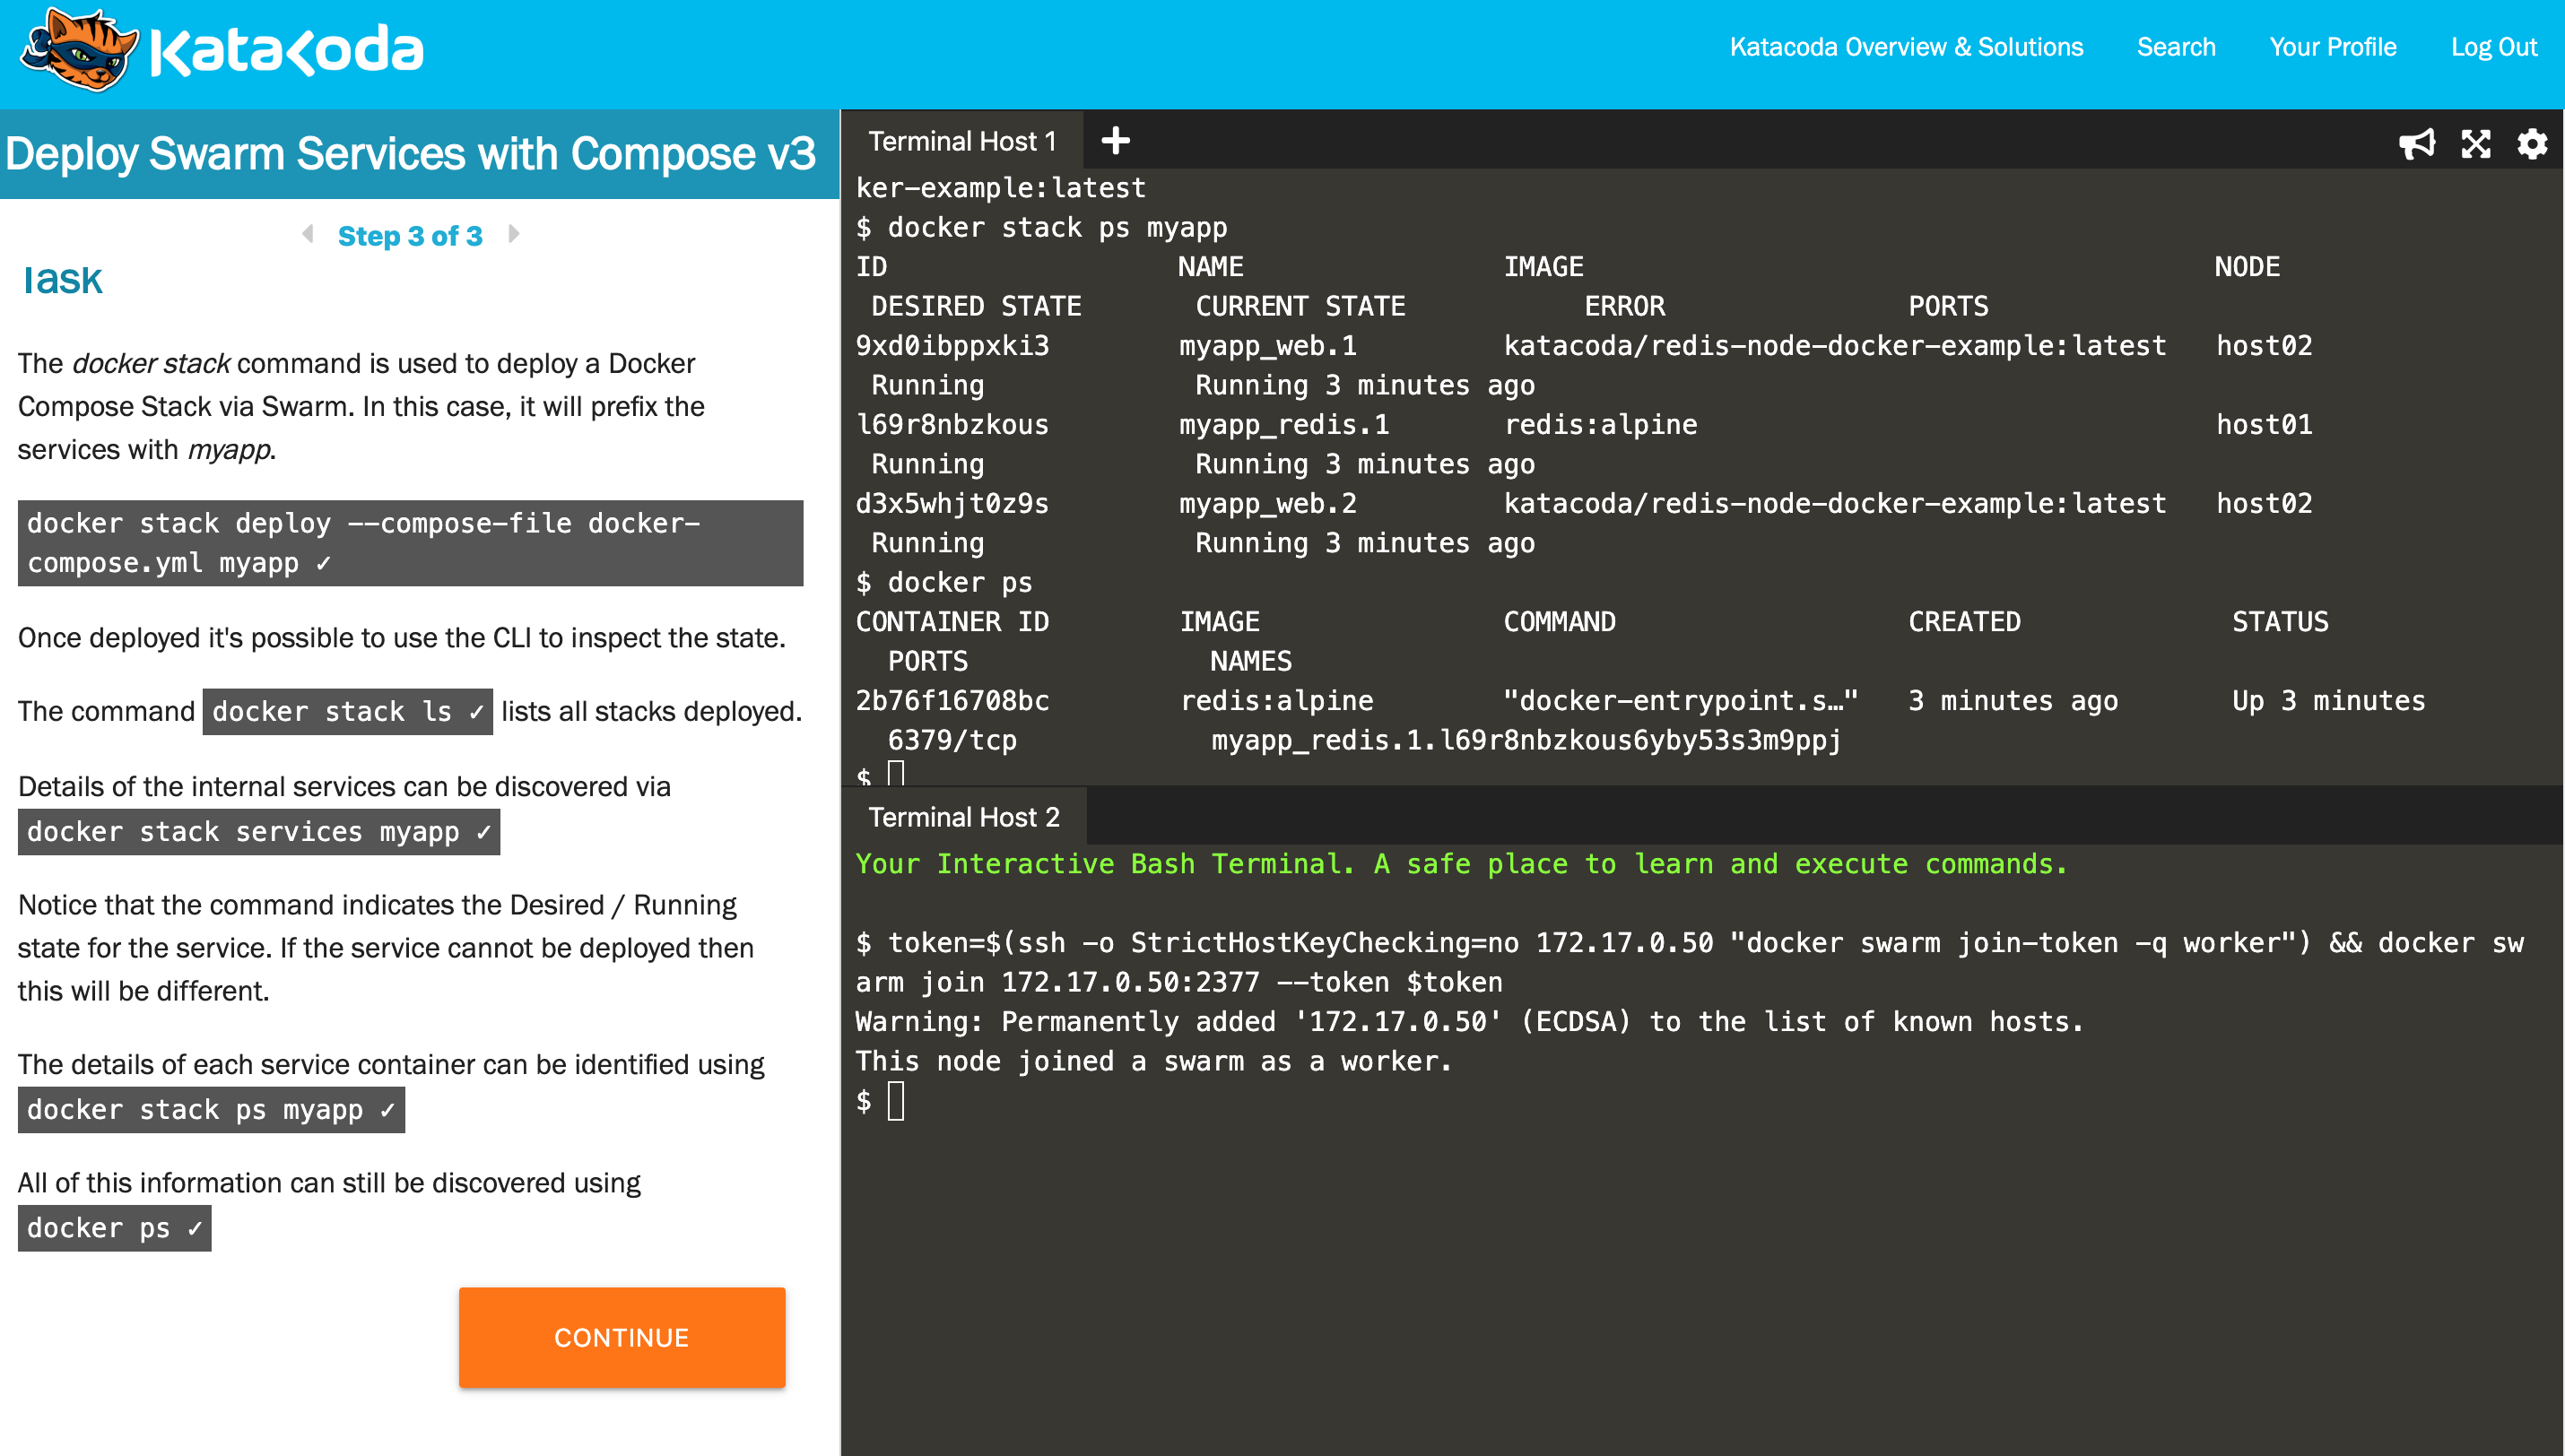 Katacoda
Katacoda Overview & Solutions Search Your Profile Log Out
Deploy Swarm Services with Compose v3
Step 3 of 3
Task
The docker stack command is used to deploy a Docker
Compose Stack via Swarm. In this case, it will prefix the
services with myapp.
docker stack deploy --compose-file docker-
compose.yml myapp ✓
Once deployed it's possible to use the CLI to inspect the state.
The command docker stack ls ✓ lists all stacks deployed.
Details of the internal services can be discovered via
docker stack services myapp ✓
Notice that the command indicates the Desired / Running
state for the service. If the service cannot be deployed then
this will be different.
The details of each service container can be identified using
docker stack ps myapp ✓
All of this information can still be discovered using
docker ps ✓
CONTINUE
Terminal Host 1
ker-example:latest
$ docker stack ps myapp
ID NAME IMAGE NODE
DESIRED STATE CURRENT STATE ERROR PORTS
9xd0ibppxki3 myapp_web.1 katacoda/redis-node-docker-example:latest host02
Running Running 3 minutes ago
l69r8nbzkous myapp_redis.1 redis:alpine host01
Running Running 3 minutes ago
d3x5whjt0z9s myapp_web.2 katacoda/redis-node-docker-example:latest host02
Running Running 3 minutes ago
$ docker ps
CONTAINER ID IMAGE COMMAND CREATED STATUS
PORTS NAMES
2b76f16708bc redis:alpine "docker-entrypoint.s…" 3 minutes ago Up 3 minutes
6379/tcp myapp_redis.1.l69r8nbzkous6yby53s3m9ppj
$
Terminal Host 2
Your Interactive Bash Terminal. A safe place to learn and execute commands.
$ token=$(ssh -o StrictHostKeyChecking=no 172.17.0.50 "docker swarm join-token -q worker") && docker sw
arm join 172.17.0.50:2377 --token $token
Warning: Permanently added '172.17.0.50' (ECDSA) to the list of known hosts.
This node joined a swarm as a worker.
$